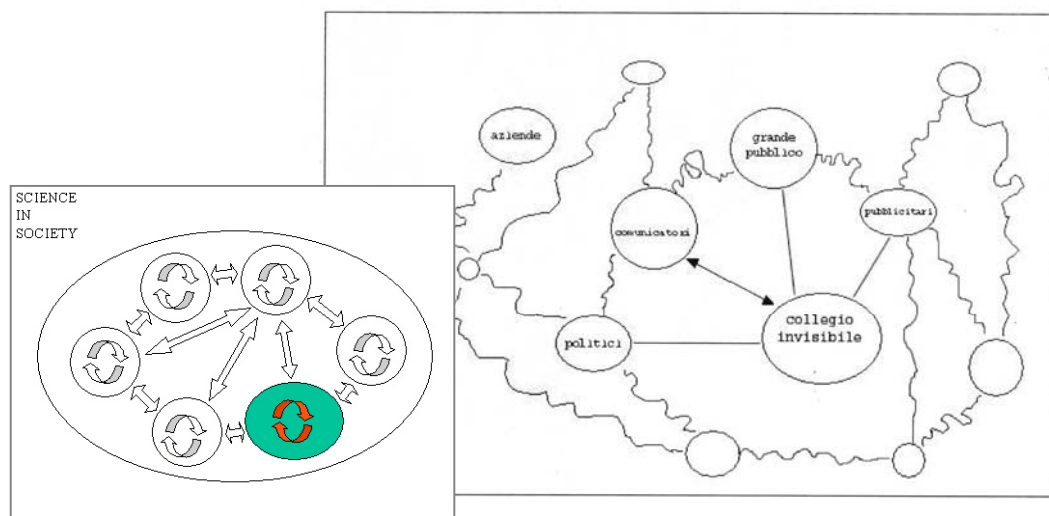 SCIENCE
IN
SOCIETY
aziende
grande
pubblico
comunicatori
pubblicitari
collegio
invisibile
politici